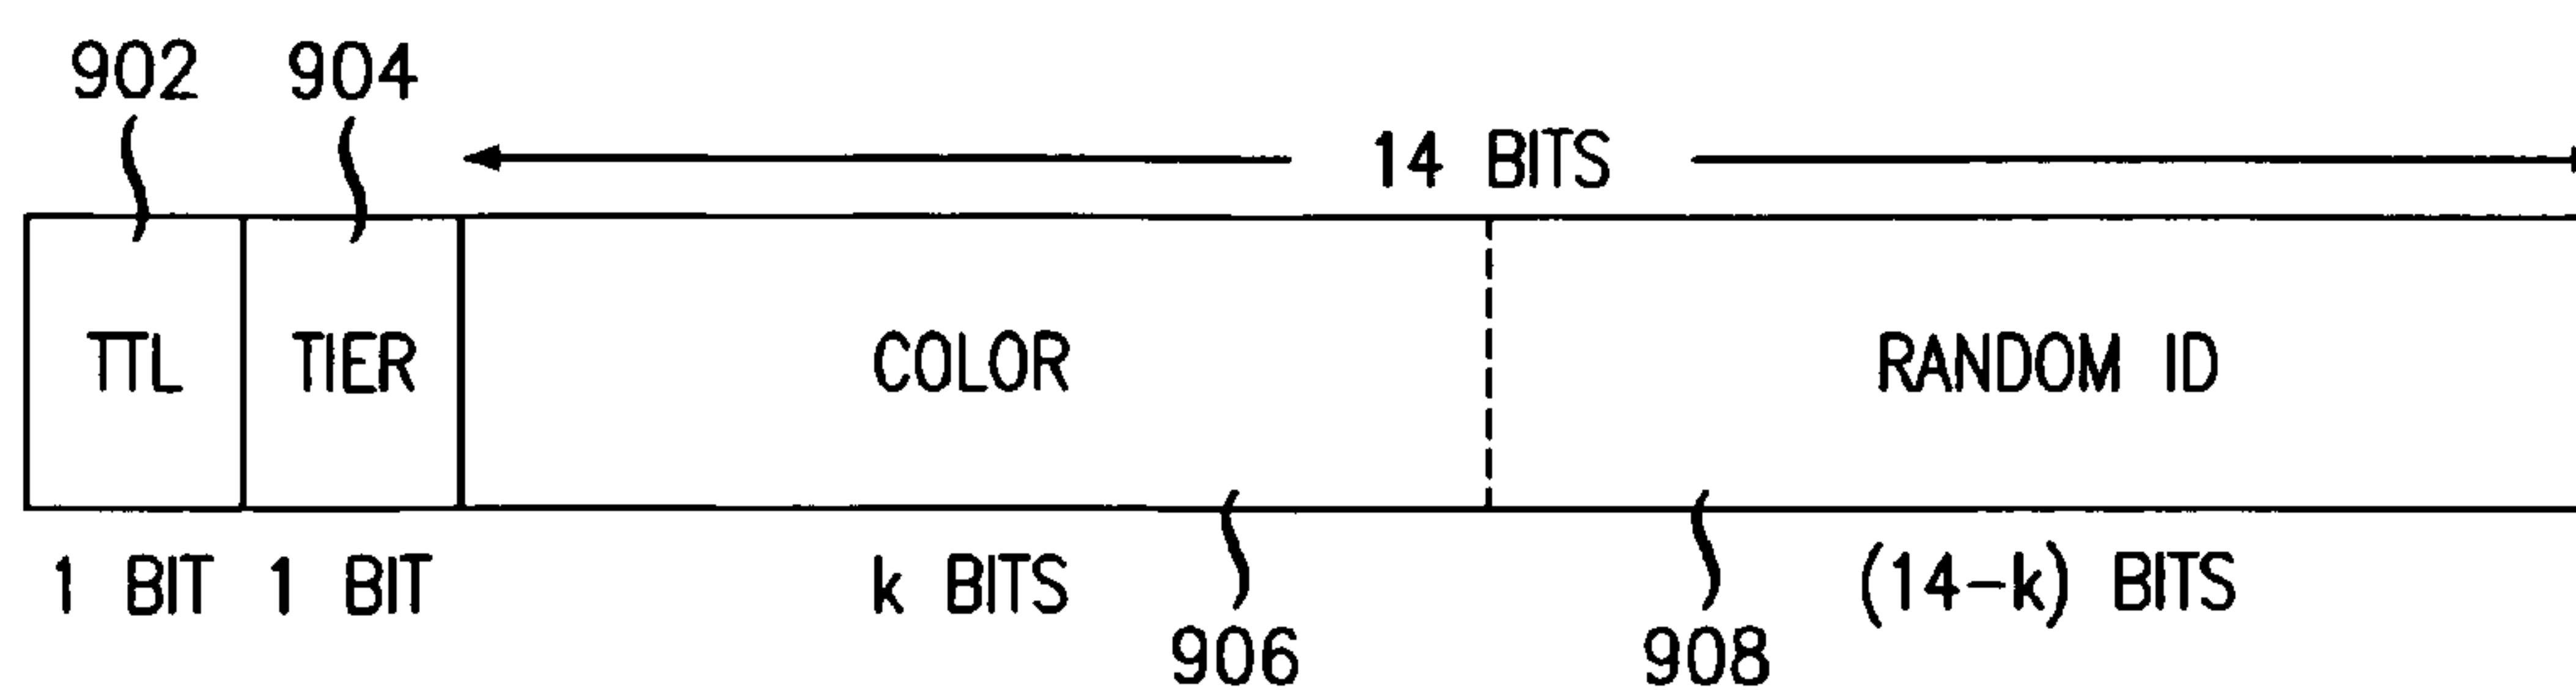 902 904
14 BITS
TTL TIER COLOR RANDOM ID
1 BIT 1 BIT k BITS (14-k) BITS
906 908